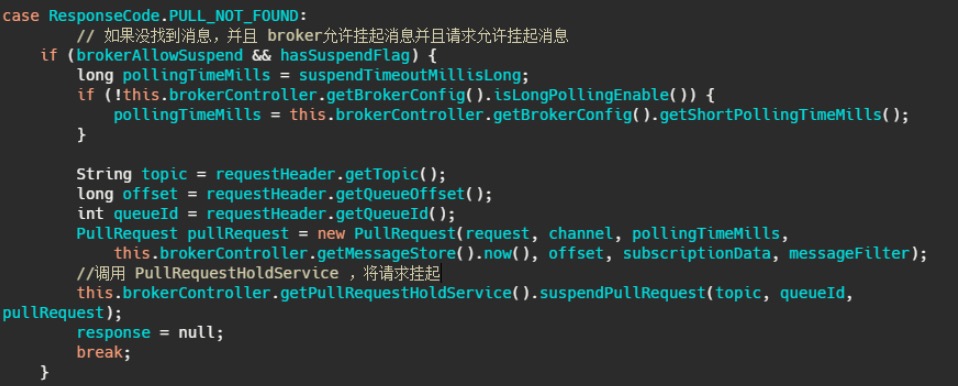 case ResponseCode.PULL_NOT_FOUND:
// 如果没找到消息，并且 broker允许挂起消息并且请求允许挂起消息
if (brokerAllowSuspend && hasSuspendFlag) {
long pollingTimeMills = suspendTimeoutMillisLong;
if (!this.brokerController.getBrokerConfig().isLongPollingEnable()) {
pollingTimeMills = this.brokerController.getBrokerConfig().getShortPollingTimeMills();
}
String topic = requestHeader.getTopic();
long offset = requestHeader.getQueueOffset();
int queueId = requestHeader.getQueueId();
PullRequest pullRequest = new PullRequest(request, channel, pollingTimeMills,
this.brokerController.getMessageStore().now(), offset, subscriptionData, messageFilter);
//调用 PullRequestHoldService ，将请求挂起
this.brokerController.getPullRequestHoldService().suspendPullRequest(topic, queueId,
pullRequest);
response = null;
break;
}